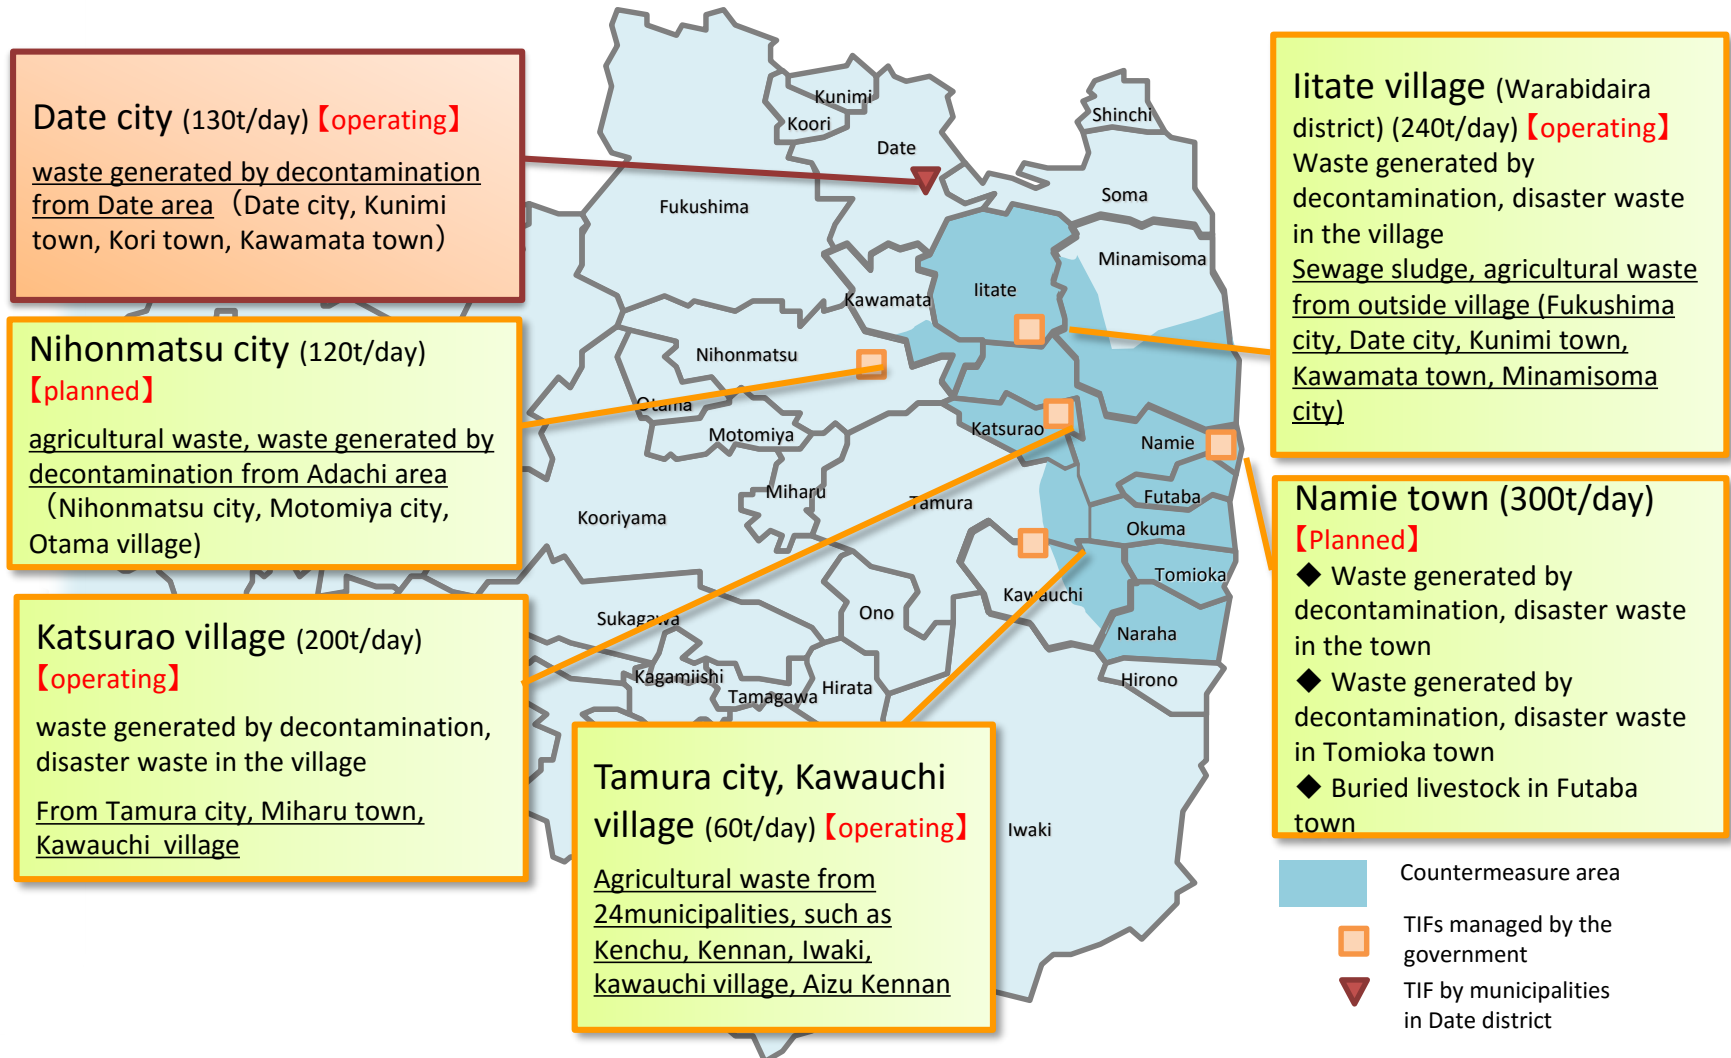 Date city (130t/day)【operating】
waste generated by decontamination
from Date area（Date city, Kunimi
town, Kori town, Kawamata town）
Nihonmatsu city (120t/day)
【planned】
agricultural waste, waste generated by
decontamination from Adachi area
（Nihonmatsu city, Motomiya city,
Otama village)
Katsurao village (200t/day)
【operating】
waste generated by decontamination,
disaster waste in the village
From Tamura city, Miharu town,
Kawauchi  village
Tamura city, Kawauchi
village (60t/day)【operating】
Agricultural waste from
24municipalities, such as
Kenchu, Kennan, Iwaki,
kawauchi village, Aizu Kennan
Iitate village (Warabidaira
district) (240t/day)【operating】
Waste generated by
decontamination, disaster waste
in the village
Sewage sludge, agricultural waste
from outside village (Fukushima
city, Date city, Kunimi town,
Kawamata town, Minamisoma
city)
Namie town (300t/day)
【Planned】
◆ Waste generated by
decontamination, disaster waste
in the town
◆ Waste generated by
decontamination, disaster waste
in Tomioka town
◆ Buried livestock in Futaba
town
Kunimi
Koori
Shinchi
Date
Soma
Fukushima
Minamisoma
Iitate
Kawamata
Nihonmatsu
Otama
Motomiya
Katsurao
Namie
Miharu
Futaba
Tamura
Kooriyama
Okuma
Tomioka
Kawauchi
Ono
Sukagawa
Naraha
Kagamiishi
Hirata
Tamagawa
Hirono
Iwaki
Countermeasure area
TIFs managed by the
government
TIF by municipalities
in Date district